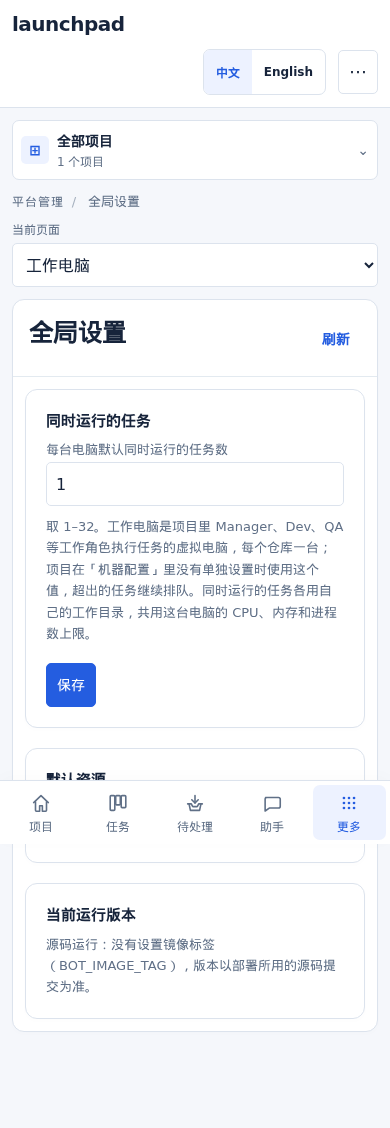 launchpad
中文
English
…
全部项目
1 个项目
平台管理 / 全局设置
当前页面
工作电脑
全局设置
刷新
同时运行的任务
每台电脑默认同时运行的任务数
1
取 1–32。工作电脑是项目里 Manager、Dev、QA
等工作角色执行任务的虚拟电脑，每个仓库一台；
项目在「机器配置」里没有单独设置时使用这个
值，超出的任务继续排队。同时运行的任务各用自
己的工作目录，共用这台电脑的 CPU、内存和进程
数上限。
保存
默认资源
项目
任务
待处理
助手
更多
当前运行版本
源码运行：没有设置镜像标签
（BOT_IMAGE_TAG），版本以部署所用的源码提
交为准。